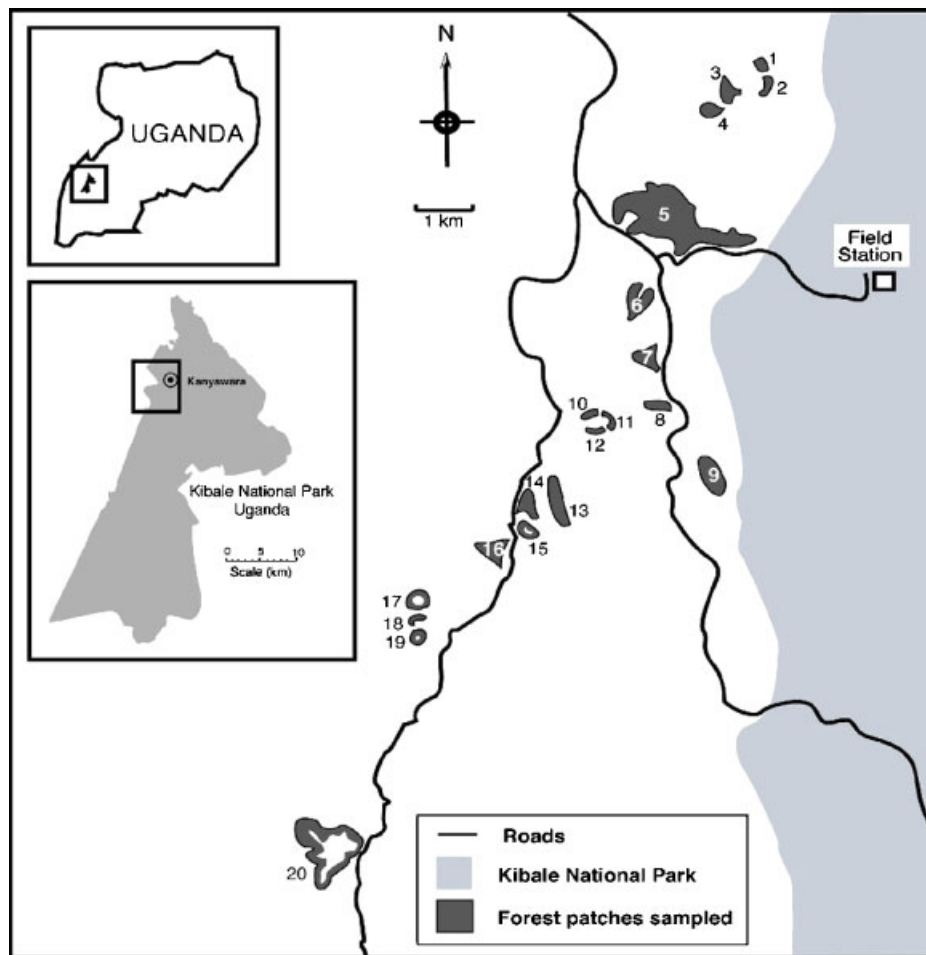 UGANDA
N
1 km
1
2
3
4
5
Field
Station
6
7
8
9
10
11
12
13
14
15
16
17
18
19
20
Kanyawara
Kibale National Park
Uganda
0 5 10
Scale (km)
Roads
Kibale National Park
Forest patches sampled